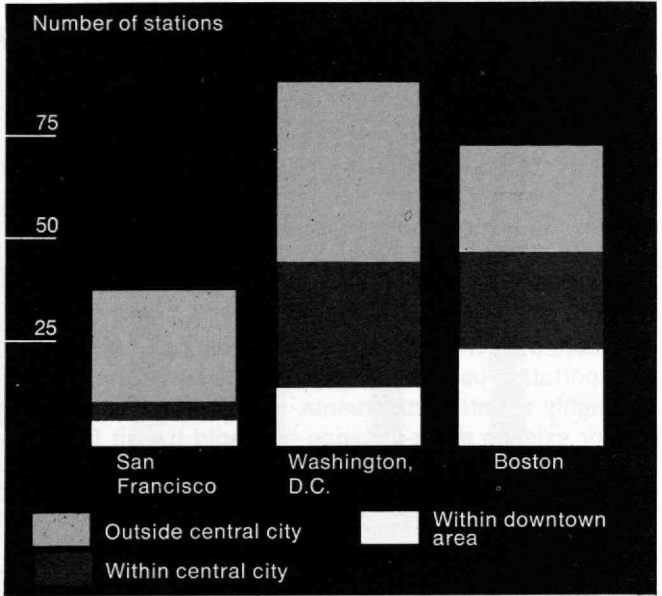 Number of stations
75
50
25
San
Francisco
Washington,
D.C.
Boston
Outside central city
Within downtown
area
Within central city